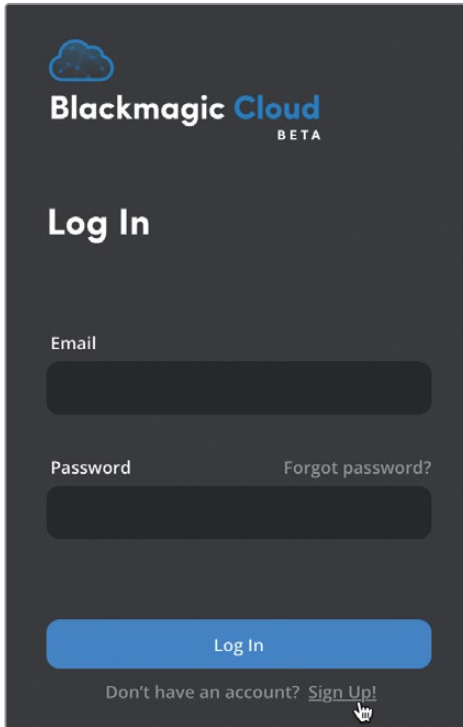 Blackmagic Cloud
BETA
Log In
Email
Password Forgot password?
Log In
Don’t have an account? Sign Up!